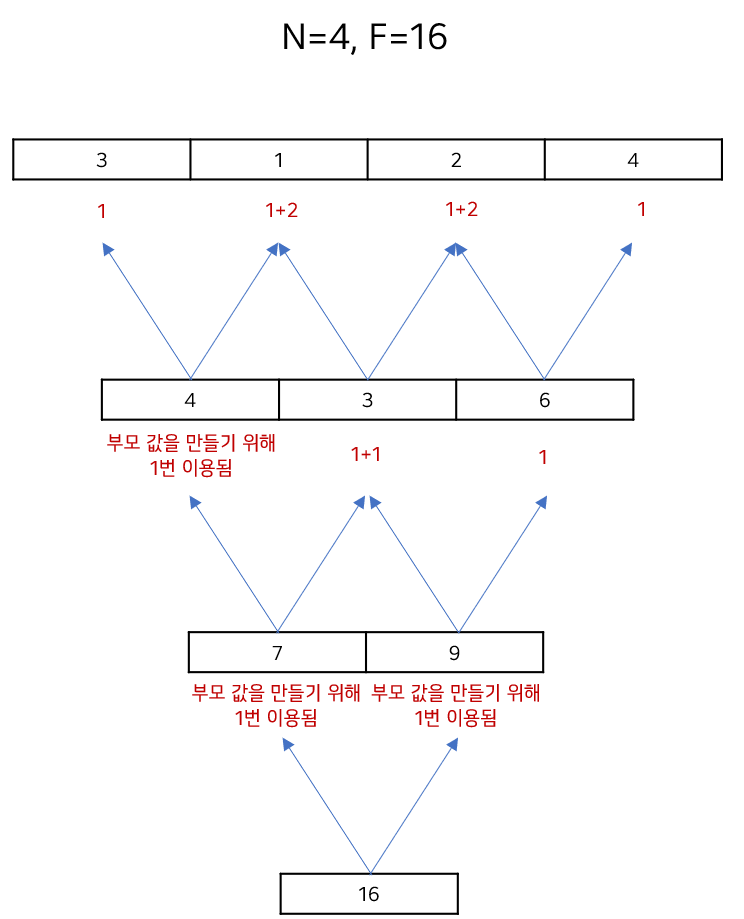 N=4, F=16
3 1 2 4
1 1+2 1+2 1
4 3 6
부모 값을 만들기 위해
1번 이용됨
1+1
1
7 9
부모 값을 만들기 위해
1번 이용됨
부모 값을 만들기 위해
1번 이용됨
16